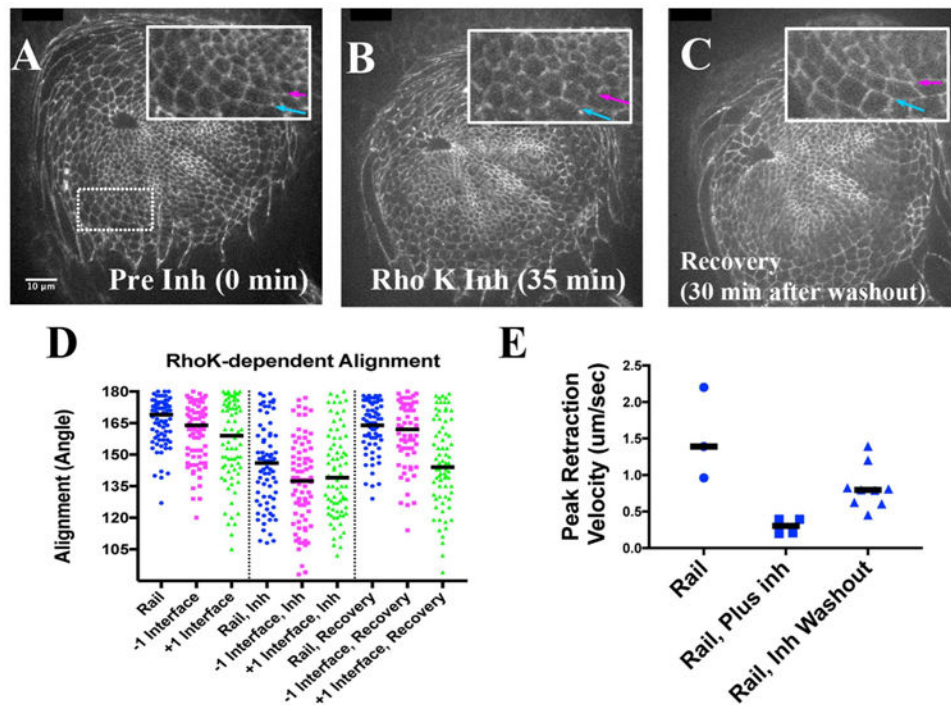 A
B
C
Pre Inh (0 min)
Rho K Inh (35 min)
Recovery
(30 min after washout)
10 μm
D
RhoK-dependent Alignment
Alignment (Angle)
180
165
150
135
120
105
Rail
-1 Interface
+1 Interface
Rail, Inh
-1 Interface, Inh
+1 Interface, Inh
Rail, Recovery
-1 Interface, Recovery
+1 Interface, Recovery
E
Peak Retraction
Velocity (um/sec)
2.5
2.0
1.5
1.0
0.5
0.0
Rail
Rail, Plus inh
Rail, Inh Washout